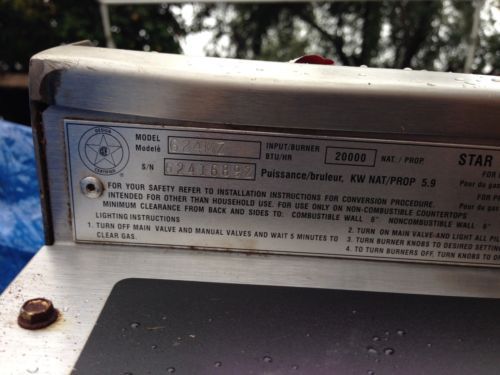 DESIGN
CERTIFIED
MODEL
Modelé
INPUT/BURNER
BTU/HR
20000
NAT. / PROP.
STAR
S/N
Puissance/bruleur, KW NAT/PROP 5.9
FOR YOUR SAFETY REFER TO INSTALLATION INSTRUCTIONS FOR CONVERSION PROCEDURE.
INTENDED FOR OTHER THAN HOUSEHOLD USE. FOR USE ONLY ON NON-COMBUSTIBLE COUNTERTOPS
MINIMUM CLEARANCE FROM BACK AND SIDES TO: COMBUSTIBLE WALL 6" NONCOMBUSTIBLE WALL 6"
LIGHTING INSTRUCTIONS
1. TURN OFF MAIN VALVE AND MANUAL VALVES AND WAIT 5 MINUTES TO
CLEAR GAS.
2. TURN ON MAIN VALVE-AND LIGHT ALL
3. TURN BURNER KNOBS TO DESIRED
4. TO TURN BURNERS OFF, TURN KNOBS TO